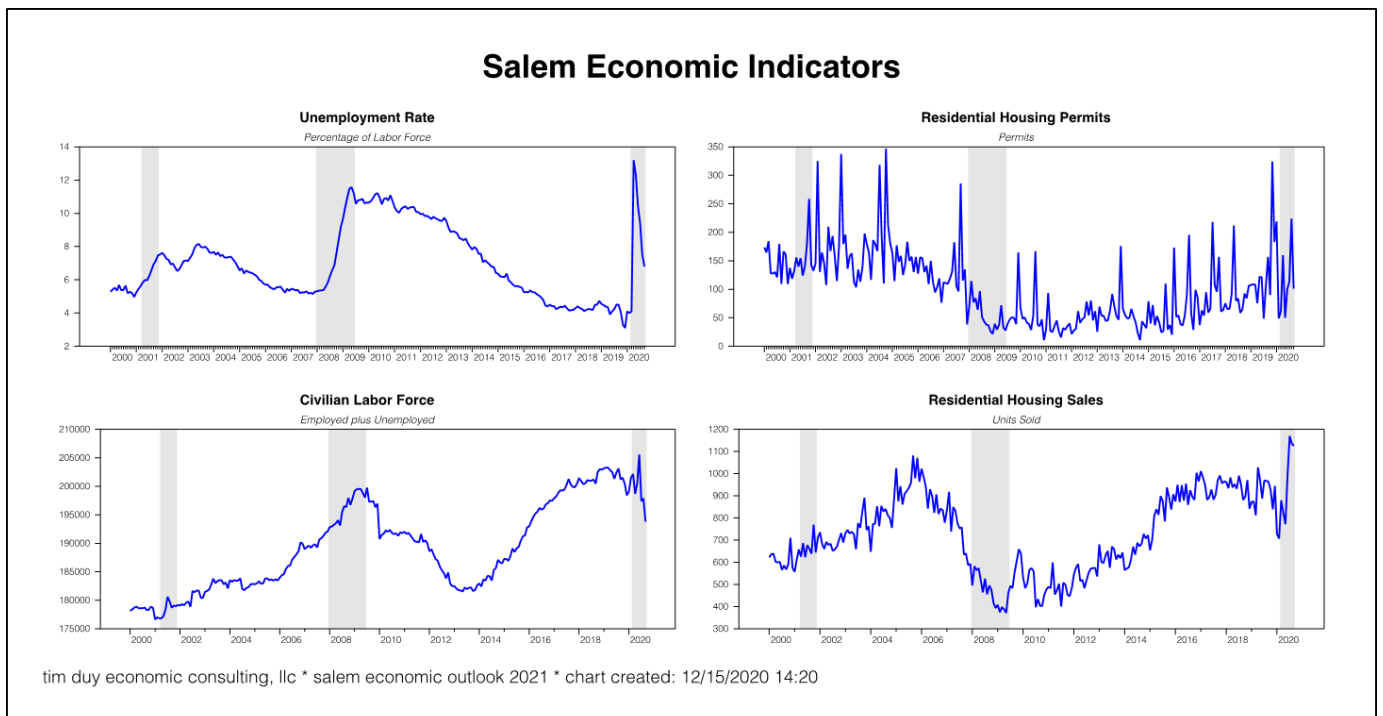 Salem Economic Indicators
Unemployment Rate
Percentage of Labor Force
14
12
10
8
6
4
2
2000 2001 2002 2003 2004 2005 2006 2007 2008 2009 2010 2011 2012 2013 2014 2015 2016 2017 2018 2019 2020
Residential Housing Permits
Permits
350
300
250
200
150
100
50
0
2000 2001 2002 2003 2004 2005 2006 2007 2008 2009 2010 2011 2012 2013 2014 2015 2016 2017 2018 2019 2020
Civilian Labor Force
Employed plus Unemployed
210000
205000
200000
195000
190000
185000
180000
175000
2000 2002 2004 2006 2008 2010 2012 2014 2016 2018 2020
Residential Housing Sales
Units Sold
1200
1100
1000
900
800
700
600
500
400
300
2000 2002 2004 2006 2008 2010 2012 2014 2016 2018 2020
tim duy economic consulting, llc * salem economic outlook 2021 * chart created: 12/15/2020 14:20